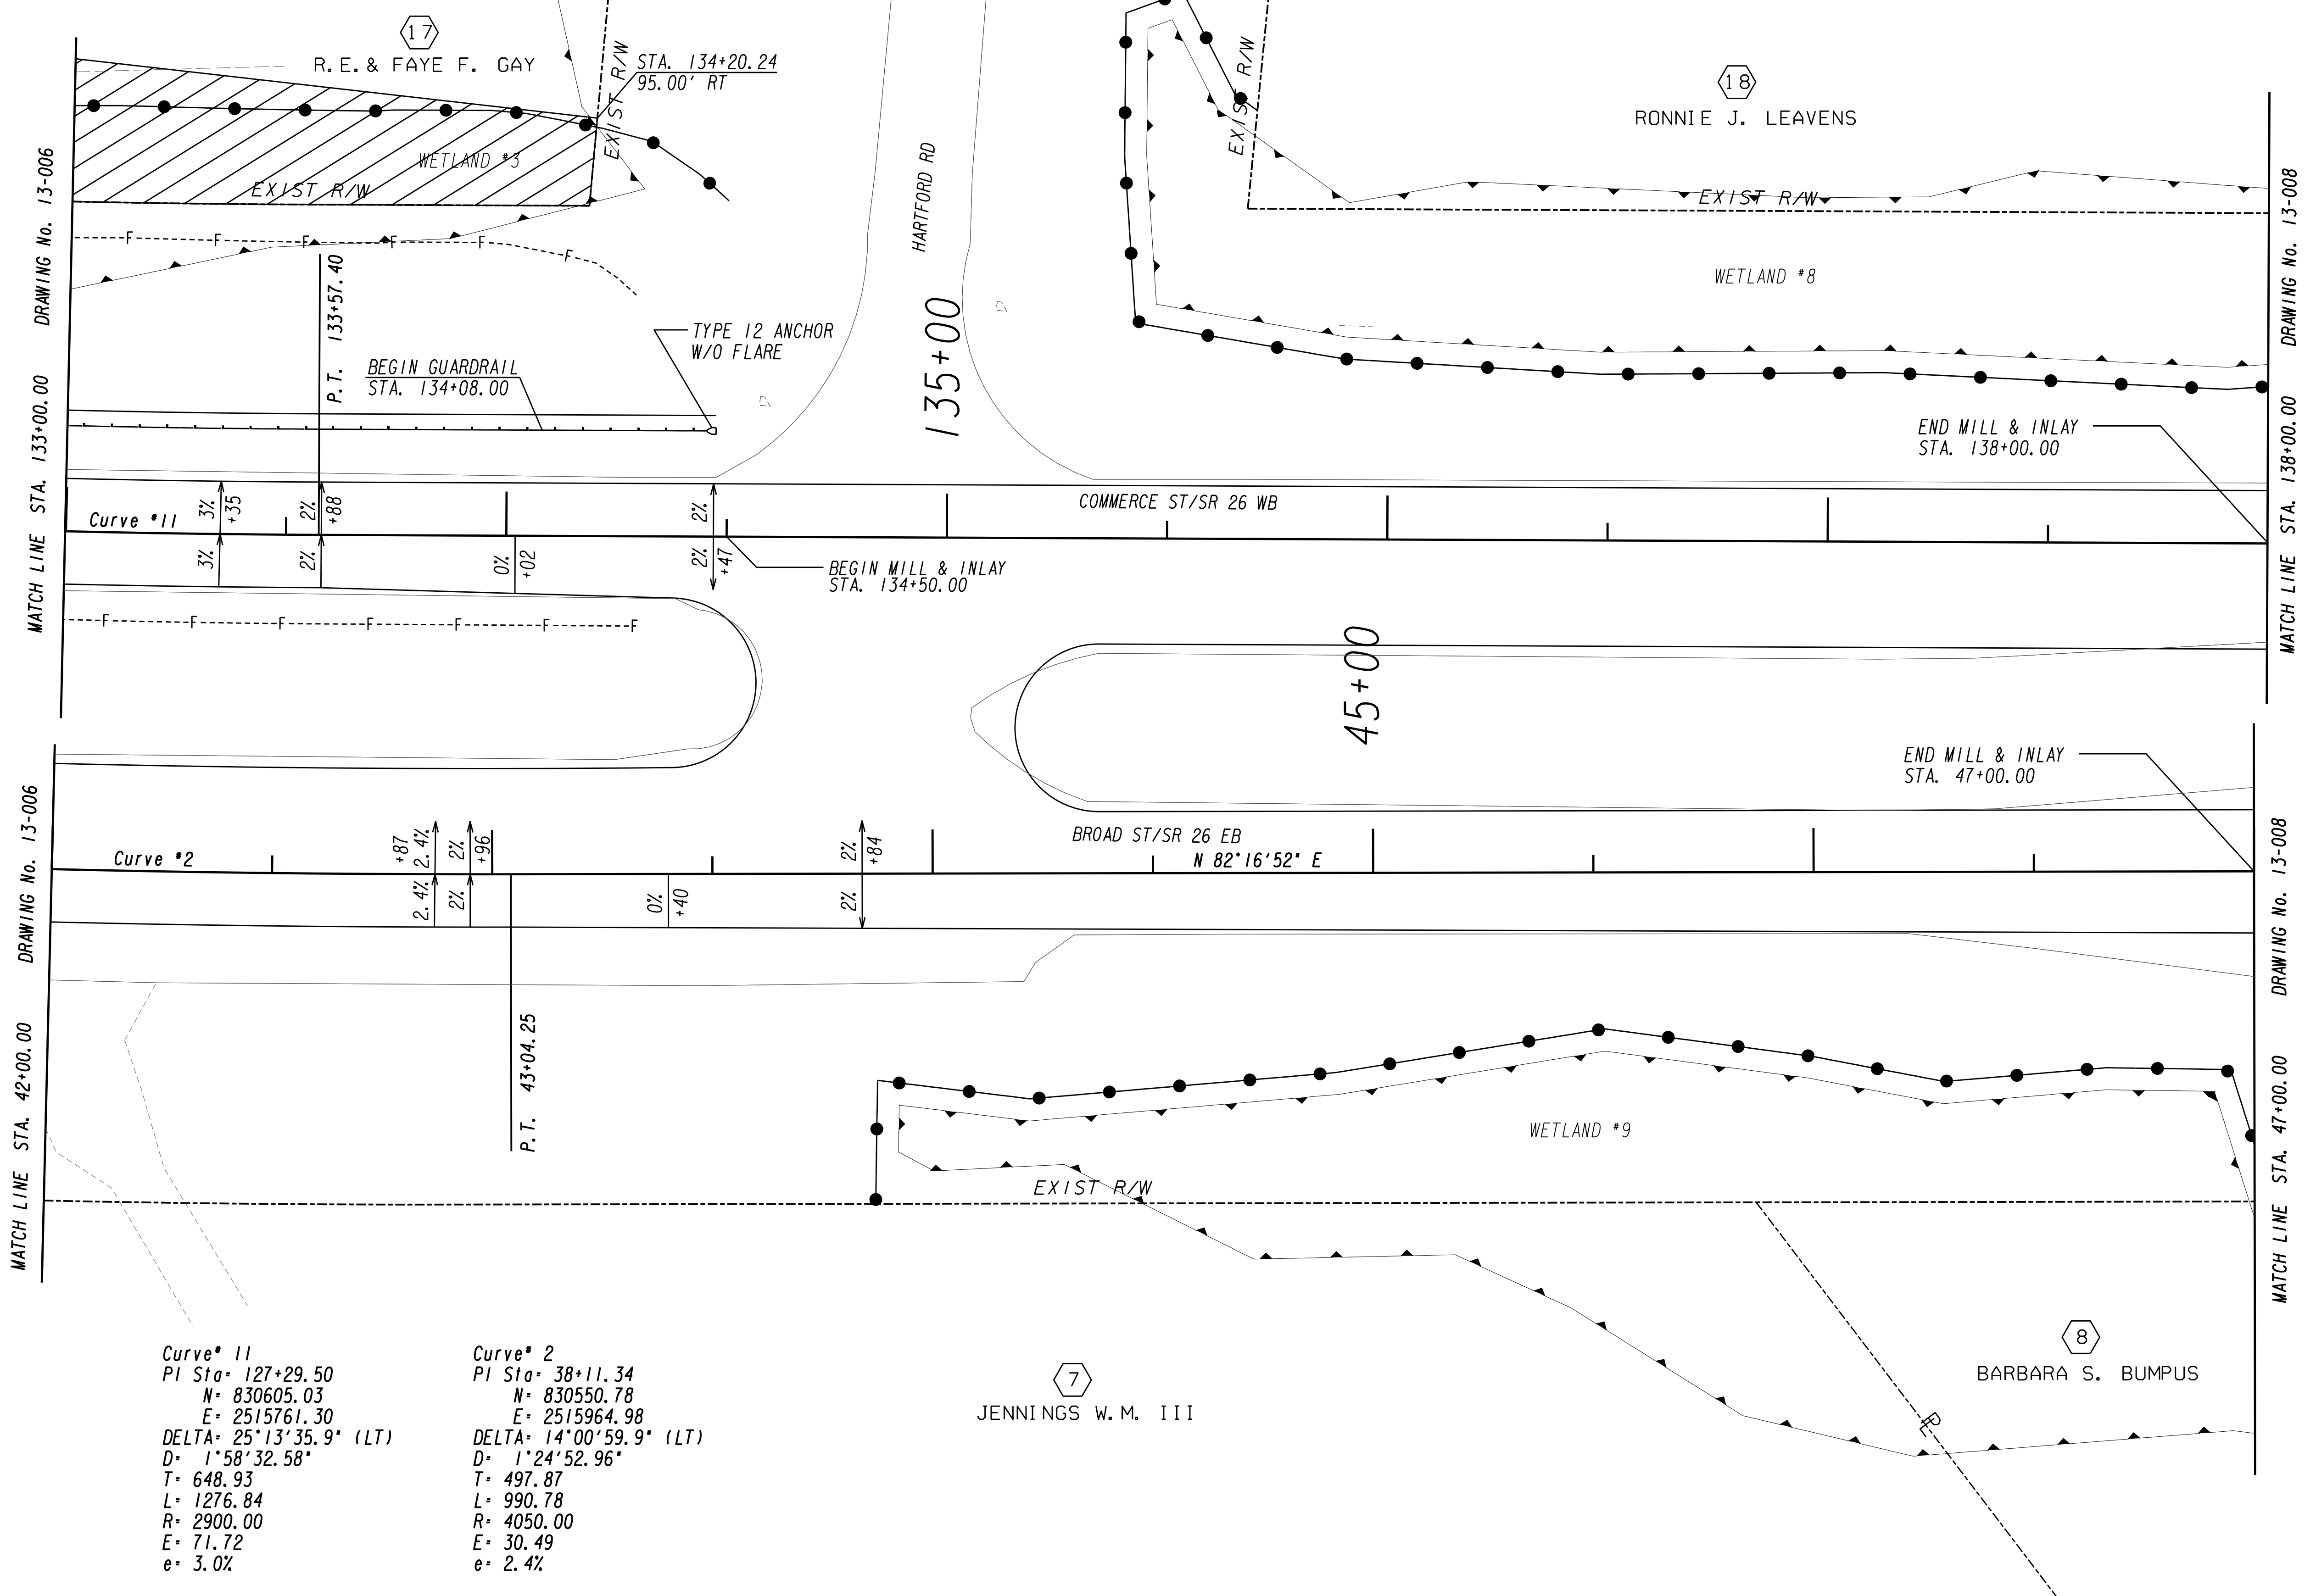 17
R.E. & FAYE F. GAY
STA. 134+20.24
95.00' RT
EXIST R/W
WETLAND #3
EXIST R/W
HARTFORD RD
EXIST R/W
18
RONNIE J. LEAVENS
EXIST R/W
WETLAND #8
MATCH LINE STA. 133+00.00 DRAWING No. 13-006
MATCH LINE STA. 138+00.00 DRAWING No. 13-008
P.T. 133+57.40
TYPE 12 ANCHOR
W/O FLARE
BEGIN GUARDRAIL
STA. 134+08.00
135+00
END MILL & INLAY
STA. 138+00.00
Curve #11
3%
+35
2%
+88
2%
COMMERCE ST/SR 26 WB
3%
2%
0%
+02
2%
+47
BEGIN MILL & INLAY
STA. 134+50.00
F F F F F F
F F F F F F F
45+00
END MILL & INLAY
STA. 47+00.00
MATCH LINE STA. 42+00.00 DRAWING No. 13-006
MATCH LINE STA. 47+00.00 DRAWING No. 13-008
Curve #2
+87
2.4%
2%
+96
2%
+84
BROAD ST/SR 26 EB
N 82°16'52" E
2.4%
2%
0%
+40
2%
P.T. 43+04.25
WETLAND #9
EXIST R/W
7
JENNINGS W.M. III
8
BARBARA S. BUMPUS
Curve# 11
PI Sta= 127+29.50
N= 830605.03
E= 2515761.30
DELTA= 25°13'35.9" (LT)
D= 1°58'32.58"
T= 648.93
L= 1276.84
R= 2900.00
E= 71.72
e= 3.0%
Curve# 2
PI Sta= 38+11.34
N= 830550.78
E= 2515964.98
DELTA= 14°00'59.9" (LT)
D= 1°24'52.96"
T= 497.87
L= 990.78
R= 4050.00
E= 30.49
e= 2.4%